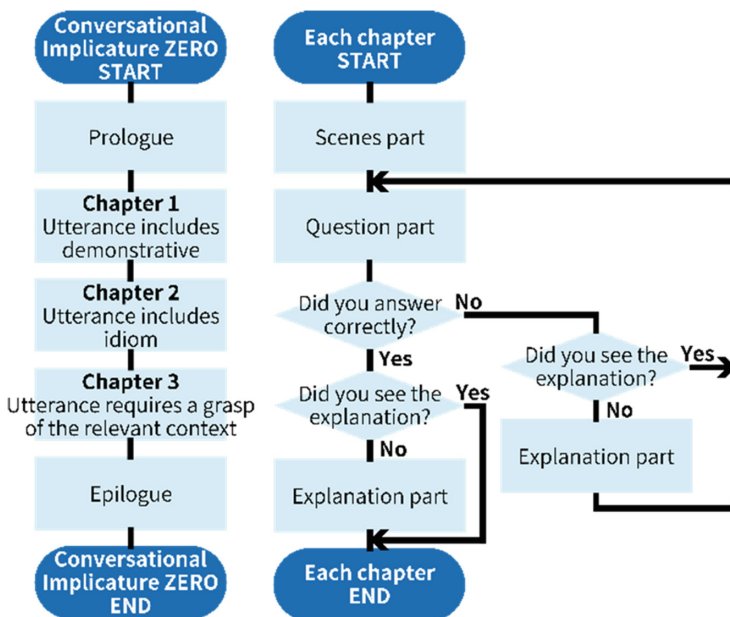 Conversational
Implicature ZERO
START
Prologue
Chapter 1
Utterance includes
demonstrative
Chapter 2
Utterance includes
idiom
Chapter 3
Utterance requires a grasp
of the relevant context
Epilogue
Conversational
Implicature ZERO
END
Each chapter
START
Scenes part
Question part
Did you answer
correctly?
No
Yes
Did you see the
explanation?
Yes
No
Explanation part
Each chapter
END
Did you see the
explanation?
Yes
No
Explanation part